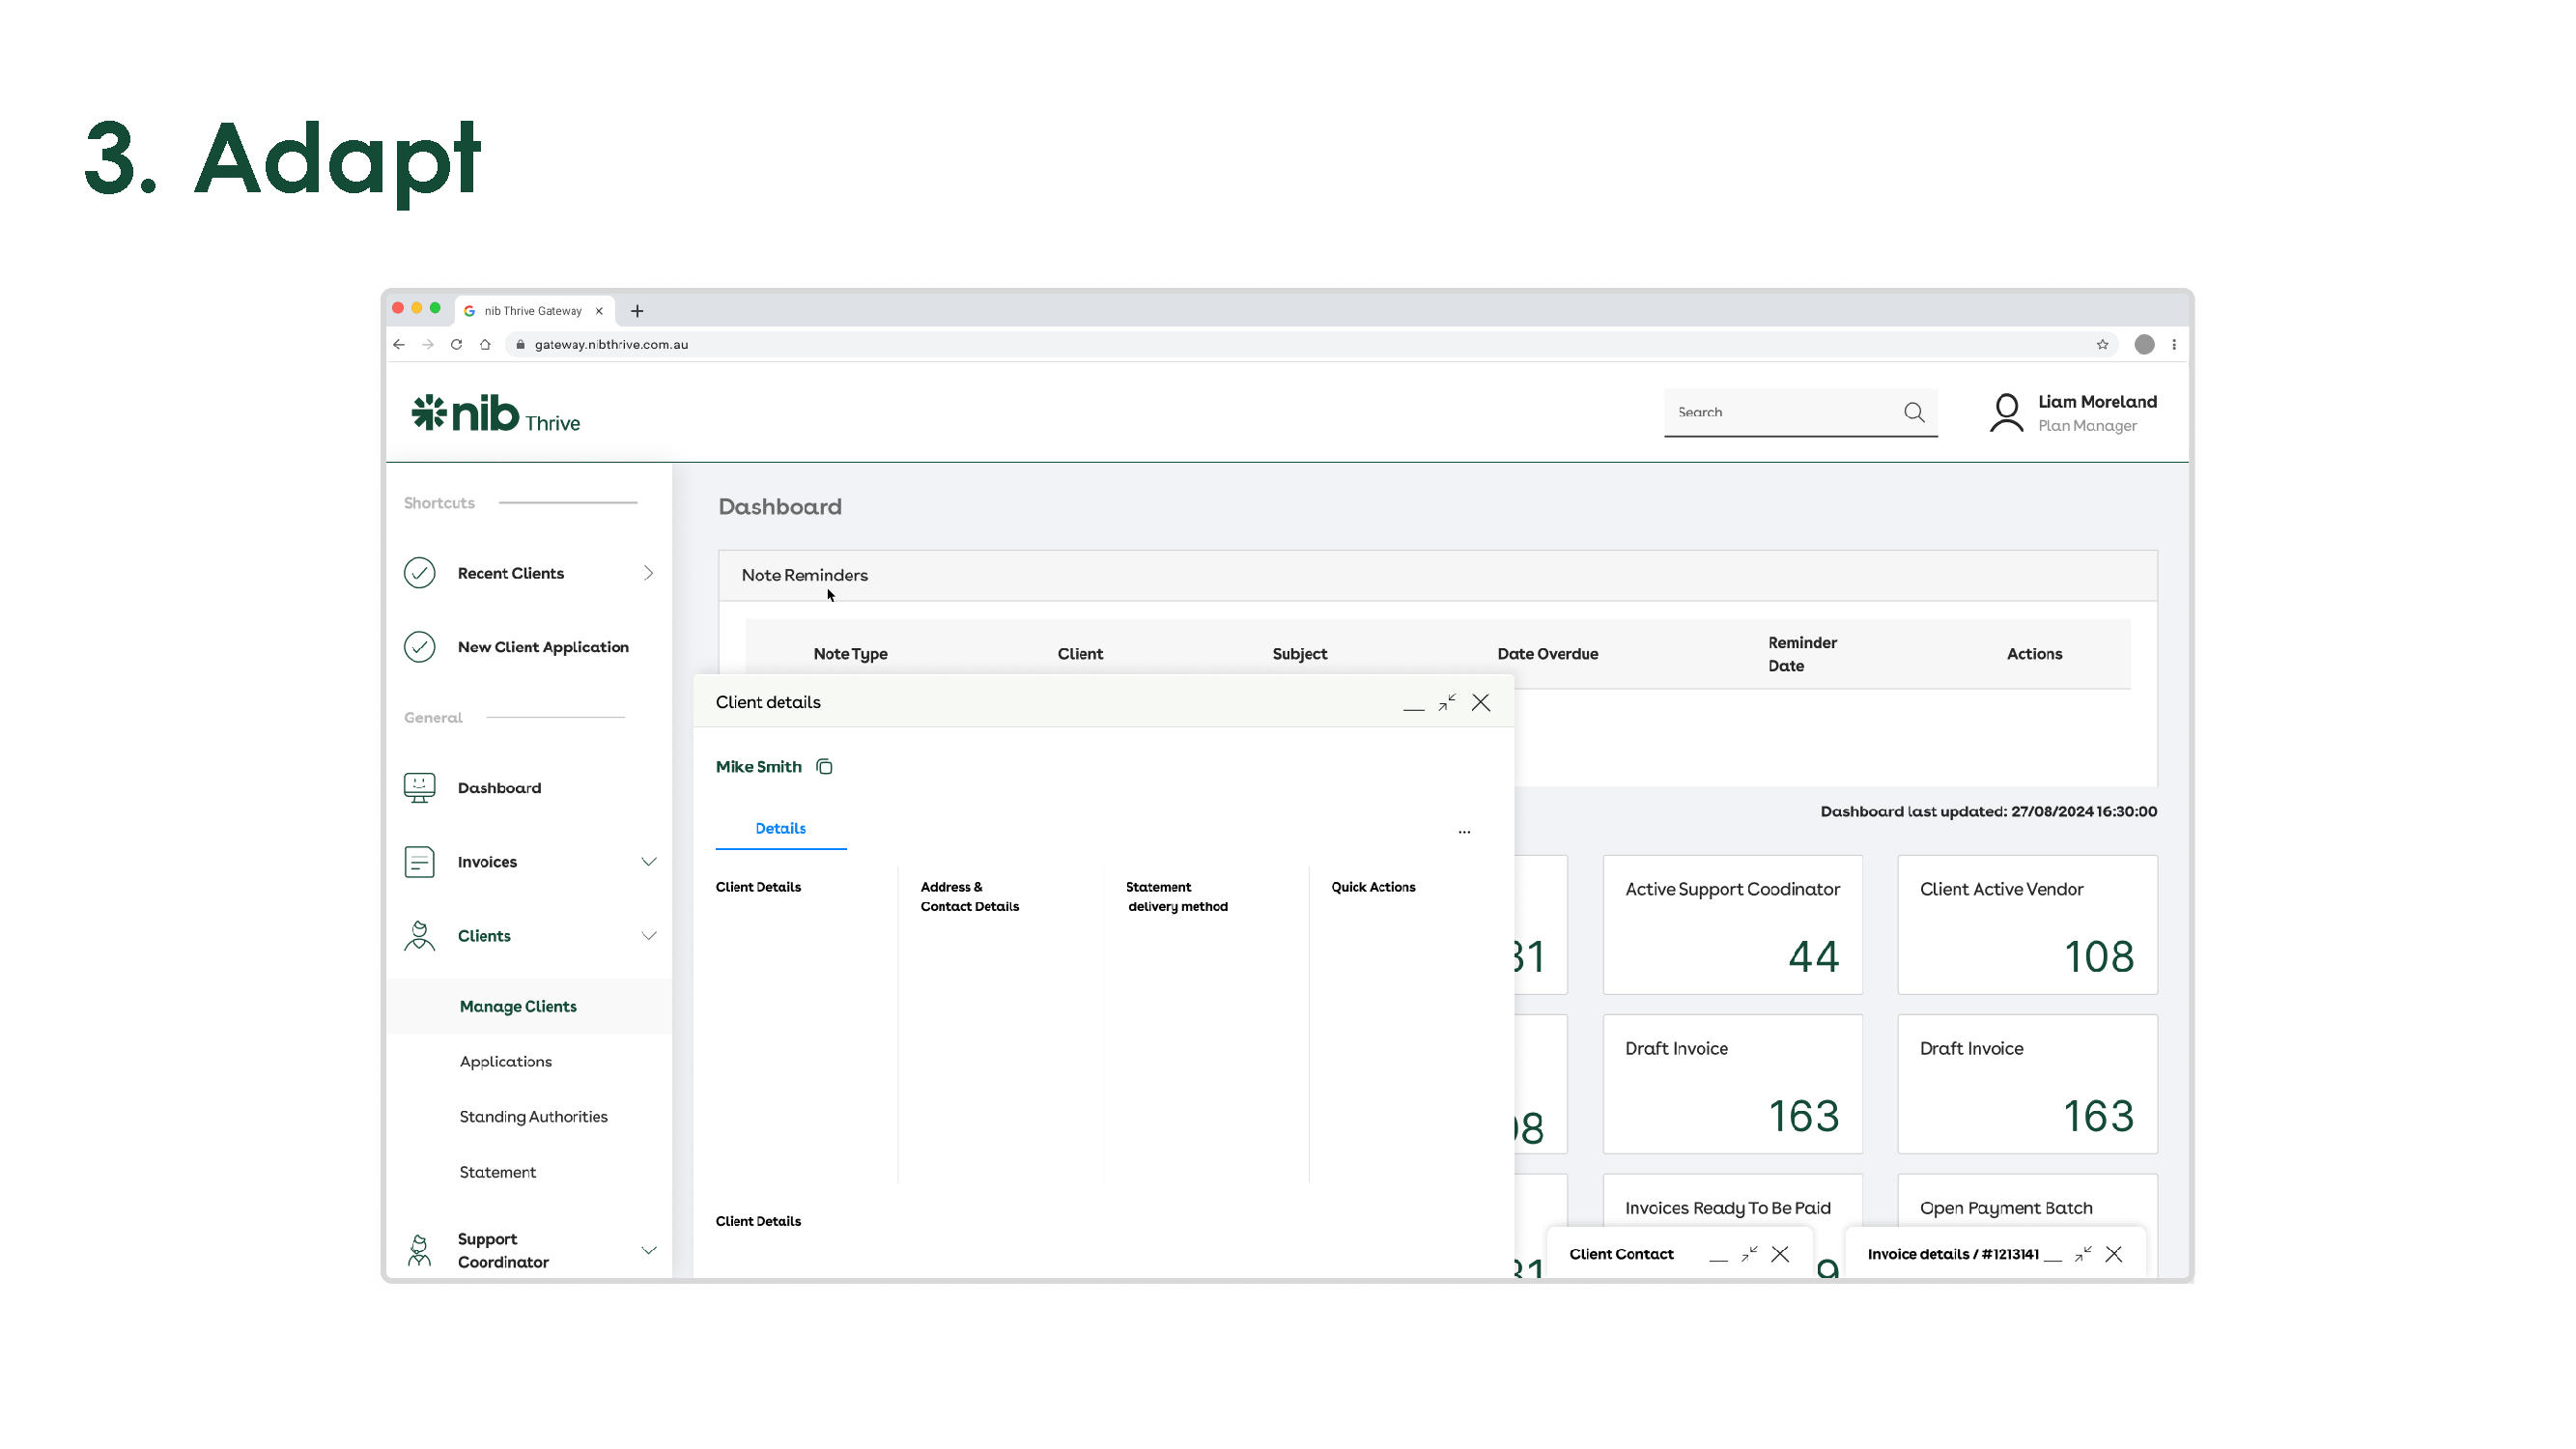 3. Adapt
nib Thrive Gateway
gateway.nibthrive.com.au
nib Thrive
Search
Liam Moreland
Plan Manager
Shortcuts
Recent Clients
New Client Application
General
Dashboard
Invoices
Clients
Manage Clients
Applications
Standing Authorities
Statement
Support
Coordinator
Dashboard
Note Reminders
Note Type
Client
Subject
Date Overdue
Reminder
Date
Actions
Client details
Mike Smith
Details
...
Client Details
Address &
Contact Details
Statement
delivery method
Quick Actions
Client Details
Dashboard last updated: 27/08/2024 16:30:00
31
Active Support Coodinator
44
Client Active Vendor
108
Draft Invoice
163
Draft Invoice
163
Invoices Ready To Be Paid
Open Payment Batch
Client Contact
Invoice details / #1213141